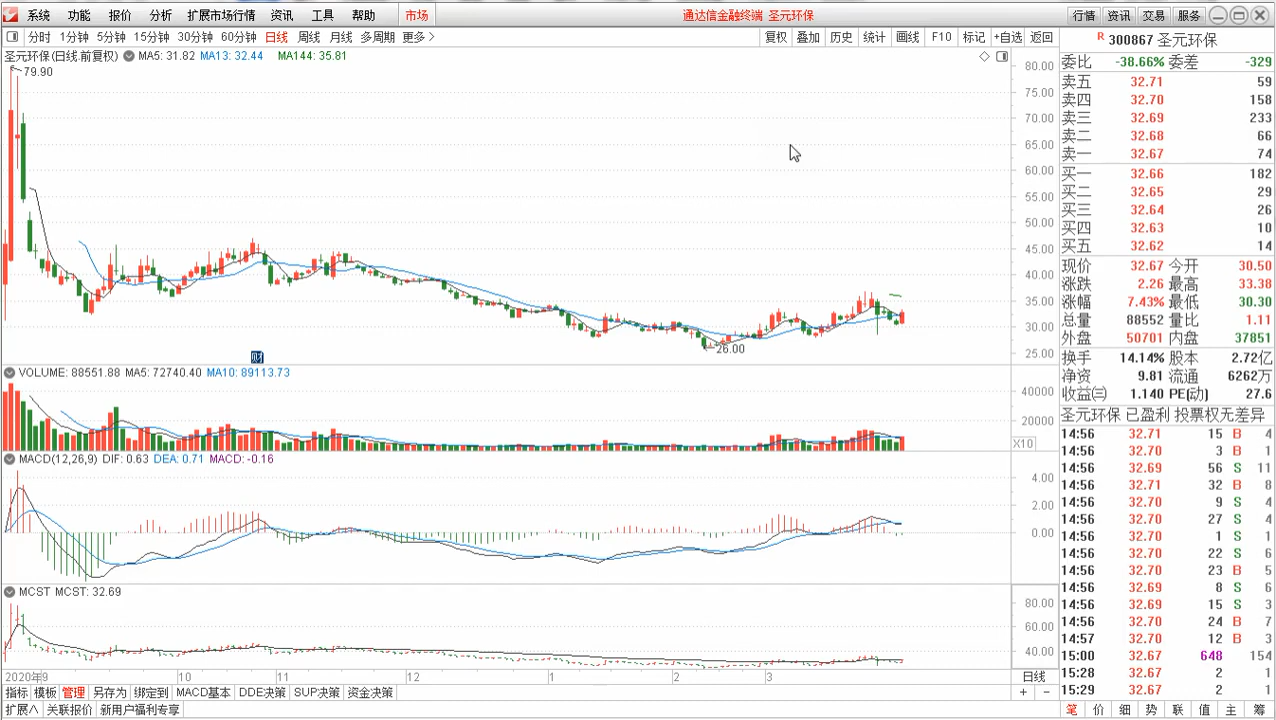 系统 功能 报价 分析 扩展市场行情 资讯 工具 帮助 市场 通达信金融终端 圣元环保 行情 资讯 交易 服务
分时 1分钟 5分钟 15分钟 30分钟 60分钟 日线 周线 月线 多周期 更多 > 复权 叠加 历史 统计 画线 F10 标记 +自选 返回
R 300867 圣元环保
圣元环保(日线.前复权) MA5: 31.82 MA13: 32.44 MA144: 35.81
79.90
80.00
75.00
70.00
65.00
60.00
55.00
50.00
45.00
40.00
35.00
30.00
25.00
26.00
财
VOLUME: 88551.88 MA5: 72740.40 MA10: 89113.73
40000
20000
X10
MACD(12,26,9) DIF: 0.63 DEA: 0.71 MACD: -0.16
4.00
2.00
0.00
MCST MCST: 32.69
80.00
60.00
40.00
2020年9 10 11 12 1 2 3 日线
指标 模板 管理 另存为 绑定到 MACD基本 DDE决策 SUP决策 资金决策 + -
扩展∧ 关联报价 新用户福利专享
委比 -38.66% 委差 -329
卖五 32.71 59
卖四 32.70 158
卖三 32.69 233
卖二 32.68 66
卖一 32.67 74
买一 32.66 182
买二 32.65 29
买三 32.64 26
买四 32.63 10
买五 32.62 14
现价 32.67 今开 30.50
涨跌 2.26 最高 33.38
涨幅 7.43% 最低 30.30
总量 88552 量比 1.11
外盘 50701 内盘 37851
换手 14.14% 股本 2.72亿
净资 9.81 流通 6262万
收益㈢ 1.140 PE(动) 27.6
圣元环保 已盈利 投票权无差异
14:56 32.71 15 B 4
14:56 32.70 3 B 1
14:56 32.69 56 S 11
14:56 32.71 32 B 8
14:56 32.70 9 S 4
14:56 32.70 27 S 4
14:56 32.70 1 S 1
14:56 32.70 22 S 6
14:56 32.70 23 B 5
14:56 32.69 8 S 6
14:56 32.69 15 S 3
14:56 32.70 24 B 7
14:57 32.70 12 B 3
15:00 32.67 648 154
15:28 32.67 2 1
15:29 32.67 2 1
笔 价 细 势 联 值 主 筹